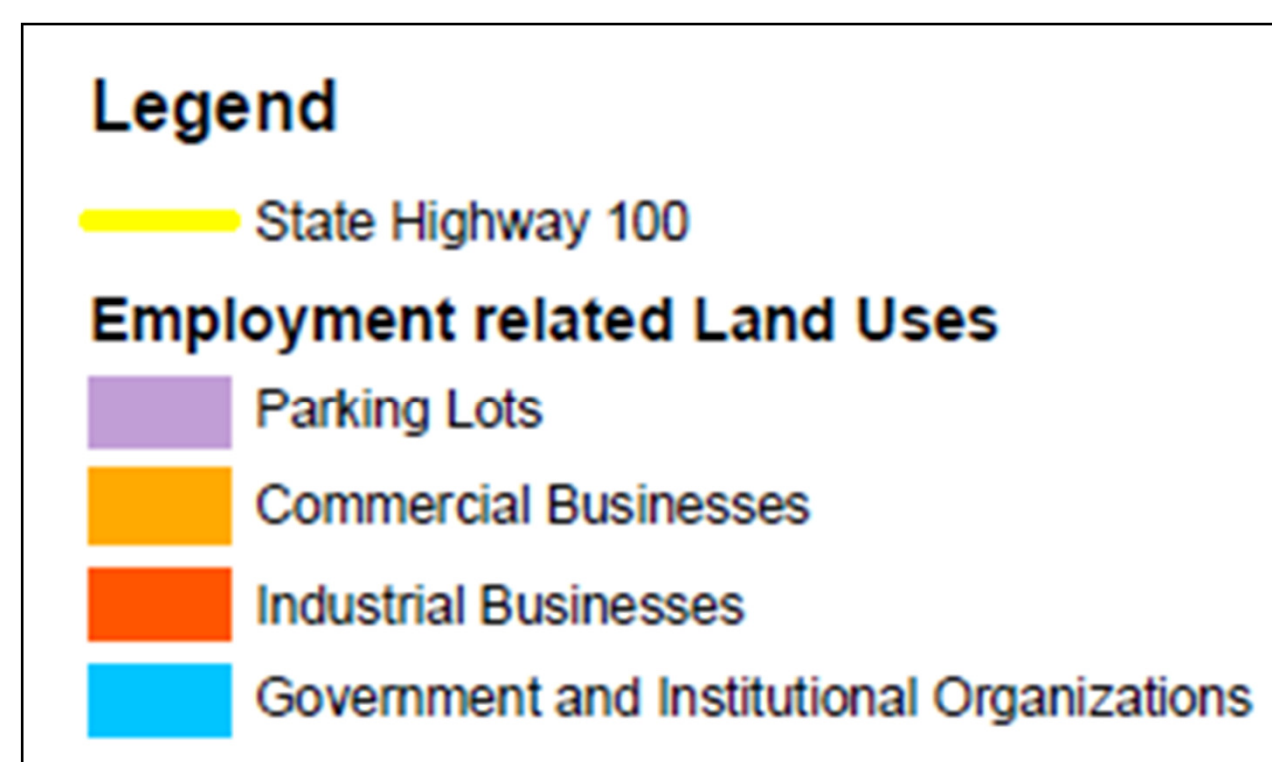 Legend
State Highway 100
Employment related Land Uses
Parking Lots
Commercial Businesses
Industrial Businesses
Government and Institutional Organizations